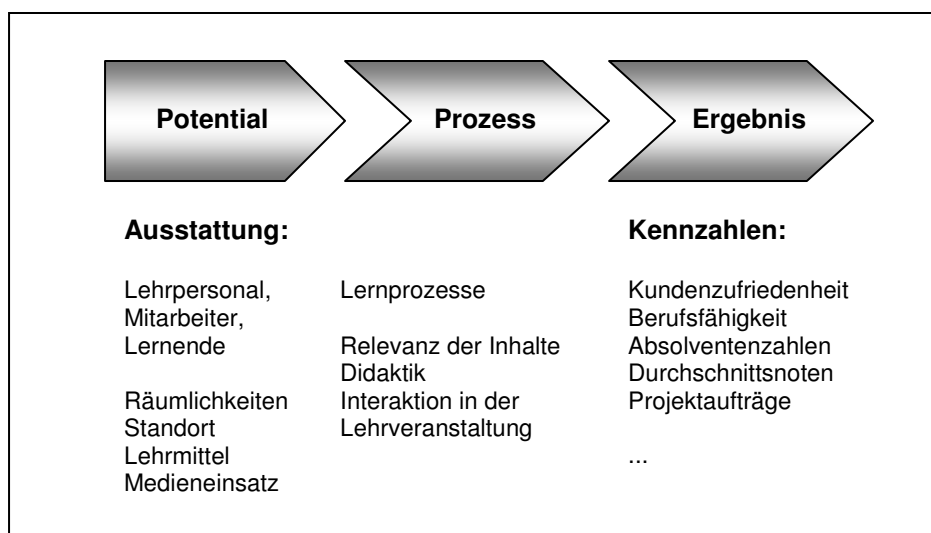 Potential
Prozess
Ergebnis
Ausstattung:
Lehrpersonal,
Mitarbeiter,
Lernende
Räumlichkeiten
Standort
Lehrmittel
Medieneinsatz
Lernprozesse
Relevanz der Inhalte
Didaktik
Interaktion in der
Lehrveranstaltung
Kennzahlen:
Kundenzufriedenheit
Berufsfähigkeit
Absolventenzahlen
Durchschnittsnoten
Projektaufträge
...